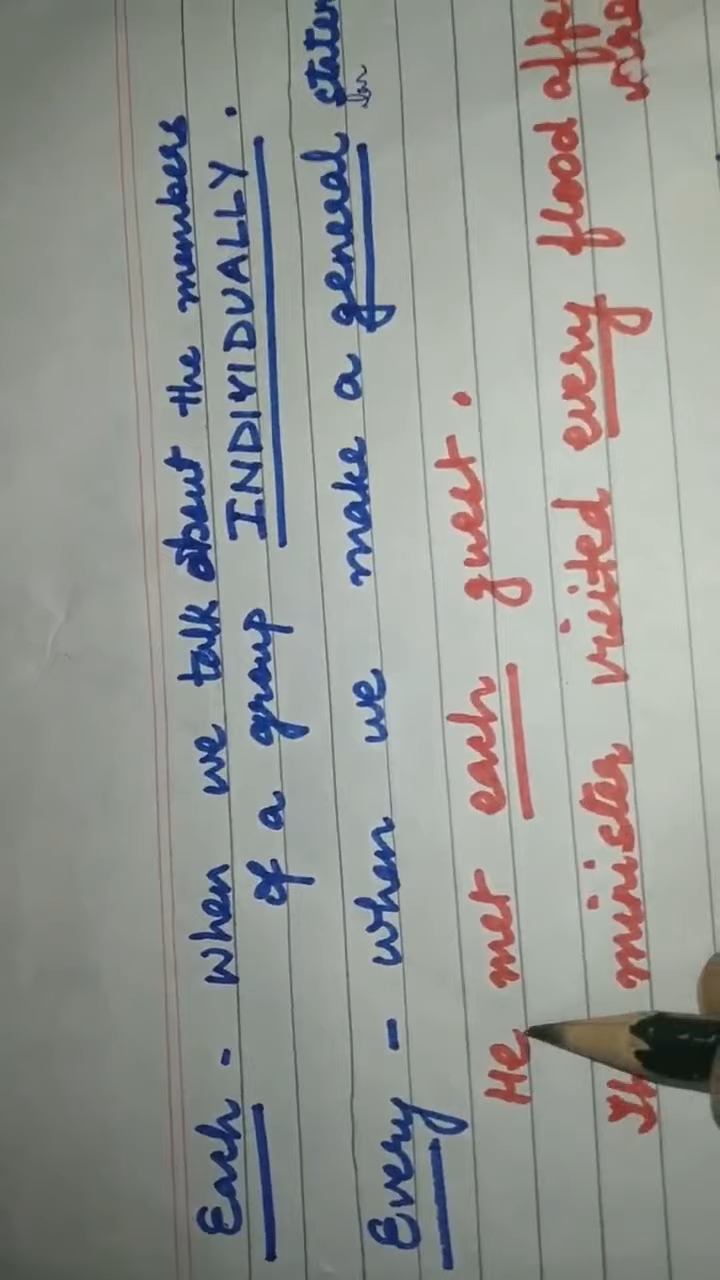 Each - When we talk about the members
of a group INDIVIDUALLY.
Every - when we make a general
He met each guest.
minister visited every flood